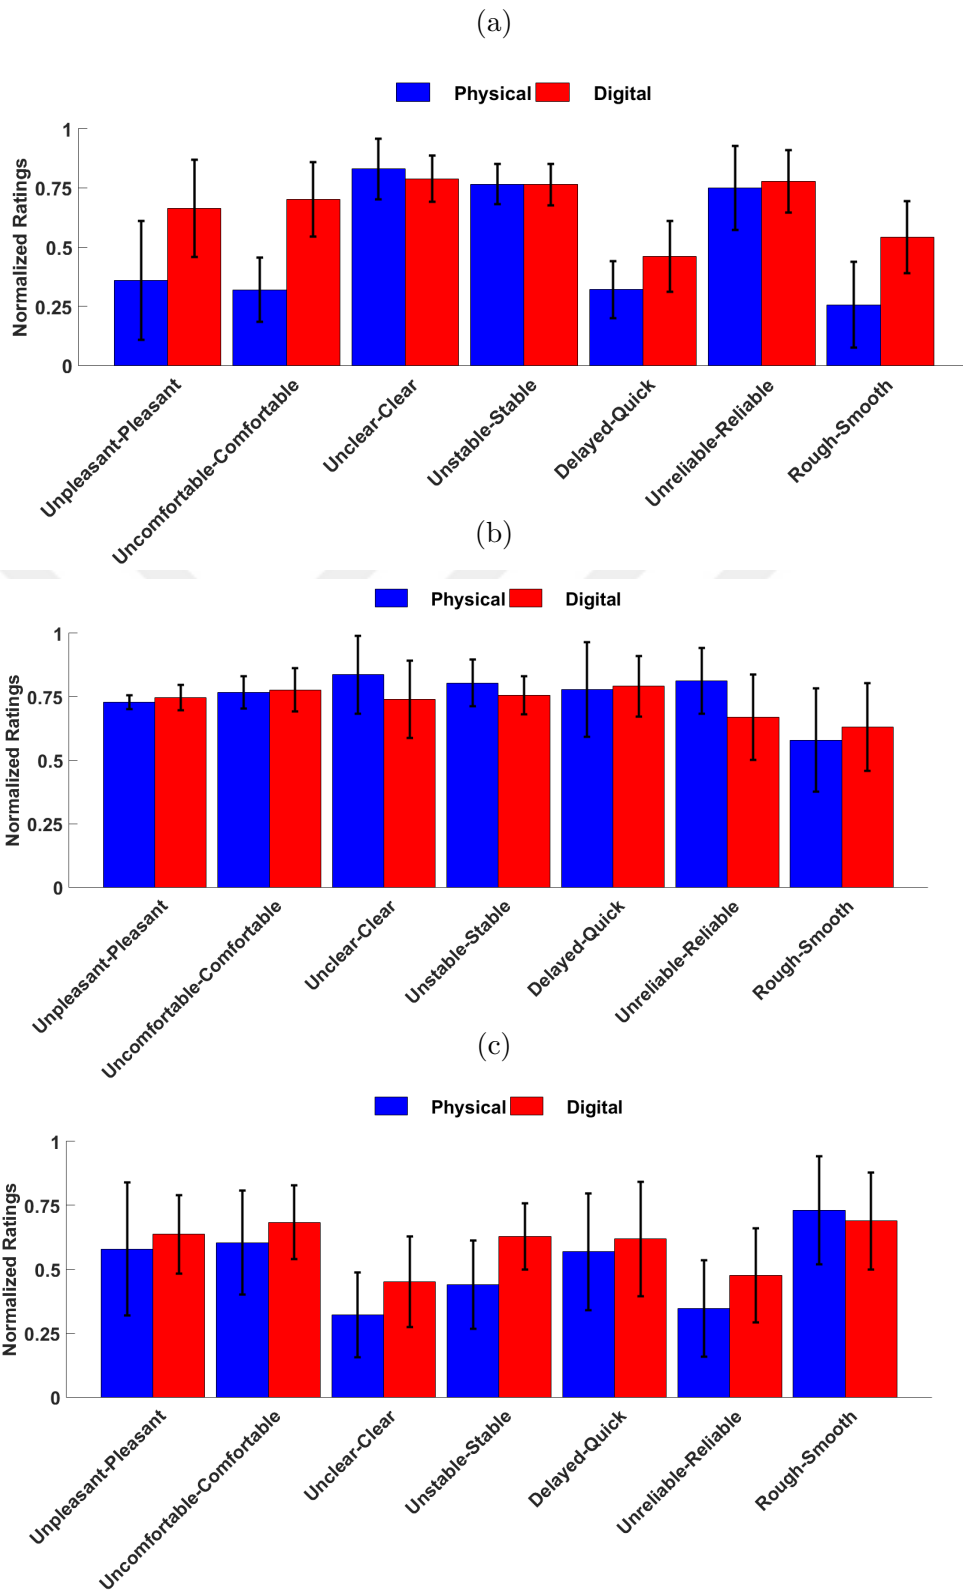 (a)
Physical Digital
Normalized Ratings
1
0.75
0.5
0.25
0
Unpleasant-Pleasant
Uncomfortable-Comfortable
Unclear-Clear
Unstable-Stable
Delayed-Quick
Unreliable-Reliable
Rough-Smooth
(b)
Physical Digital
Normalized Ratings
1
0.75
0.5
0.25
0
Unpleasant-Pleasant
Uncomfortable-Comfortable
Unclear-Clear
Unstable-Stable
Delayed-Quick
Unreliable-Reliable
Rough-Smooth
(c)
Physical Digital
Normalized Ratings
1
0.75
0.5
0.25
0
Unpleasant-Pleasant
Uncomfortable-Comfortable
Unclear-Clear
Unstable-Stable
Delayed-Quick
Unreliable-Reliable
Rough-Smooth